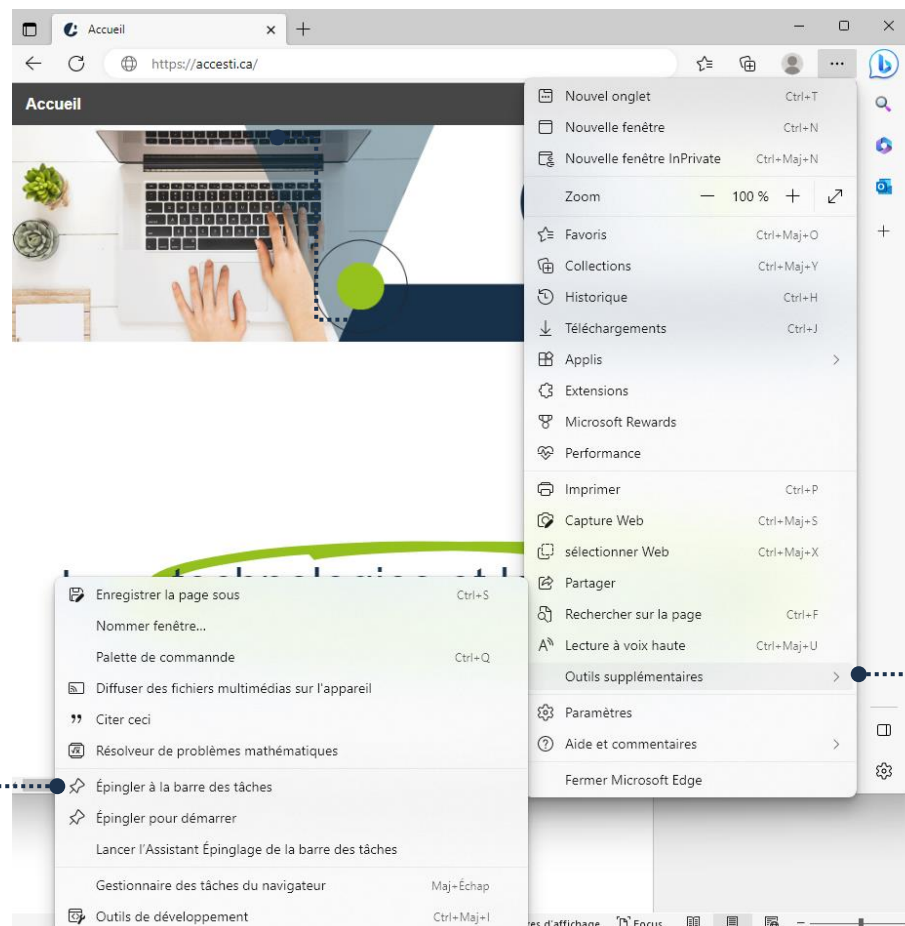 Accueil
https://accesti.ca/
Accueil
Nouvel onglet Ctrl+T
Nouvelle fenêtre Ctrl+N
Nouvelle fenêtre InPrivate Ctrl+Maj+N
Zoom — 100 % +
Favoris Ctrl+Maj+O
Collections Ctrl+Maj+Y
Historique Ctrl+H
Téléchargements Ctrl+J
Applis
Extensions
Microsoft Rewards
Performance
Imprimer Ctrl+P
Capture Web Ctrl+Maj+S
sélectionner Web Ctrl+Maj+X
Partager
Rechercher sur la page Ctrl+F
Lecture à voix haute Ctrl+Maj+U
Outils supplémentaires
Paramètres
Aide et commentaires
Fermer Microsoft Edge
technologies et
Enregistrer la page sous Ctrl+S
Nommer fenêtre...
Palette de commannde Ctrl+Q
Diffuser des fichiers multimédias sur l'appareil
Citer ceci
Résolveur de problèmes mathématiques
Épingler à la barre des tâches
Épingler pour démarrer
Lancer l'Assistant Épinglage de la barre des tâches
Gestionnaire des tâches du navigateur Maj+Échap
Outils de développement Ctrl+Maj+I
d'affichage Focus